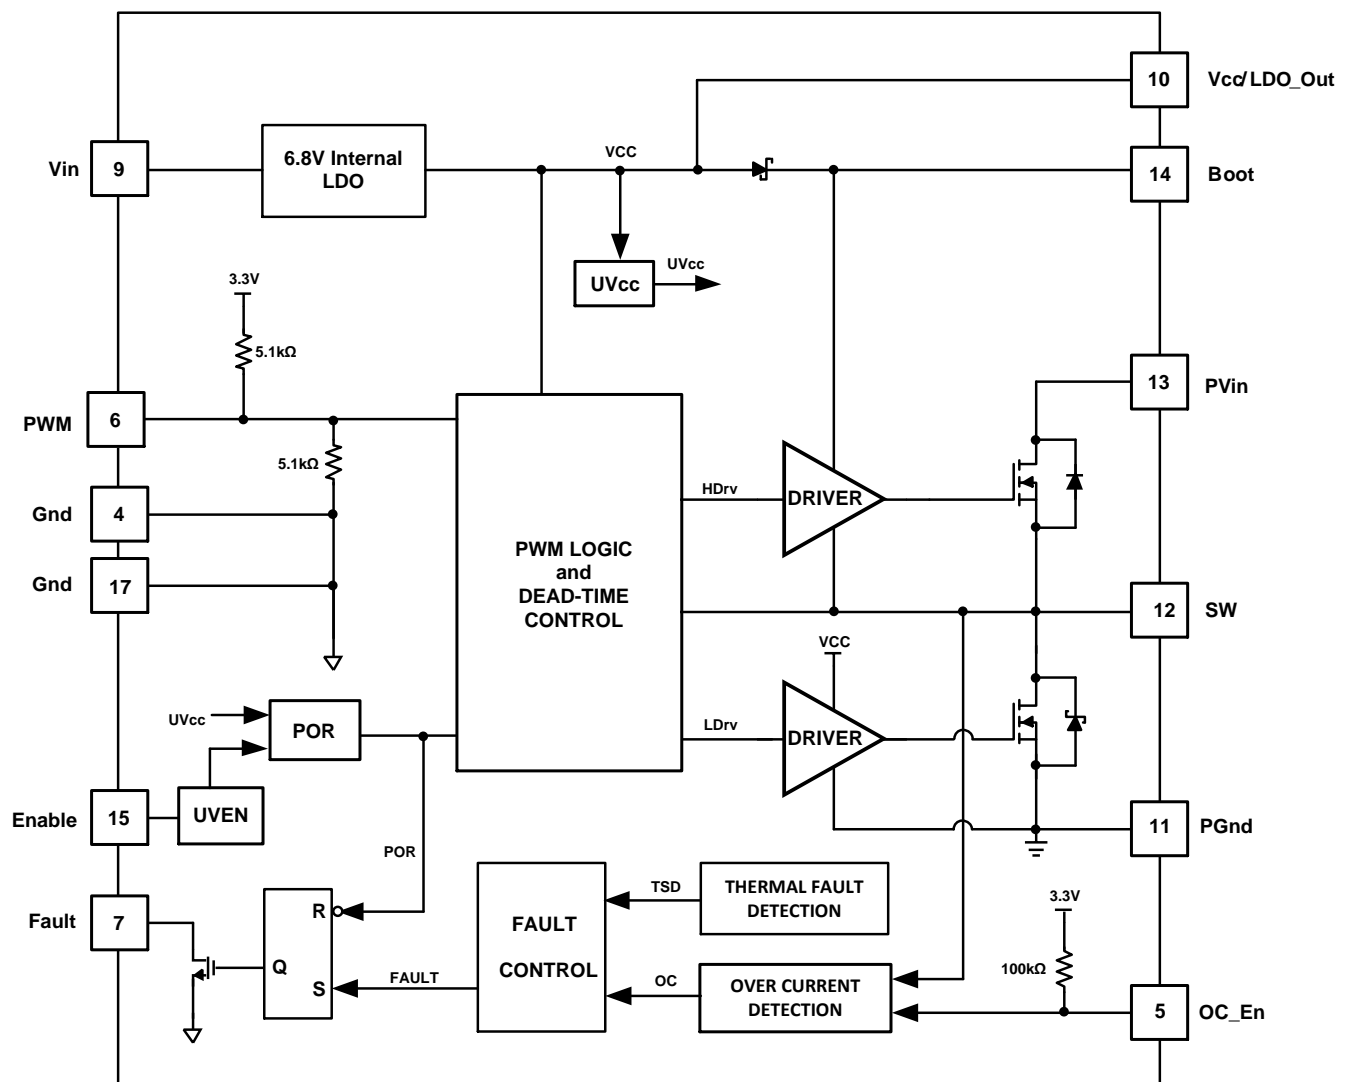 10
Vcc/LDO_Out
Vin
9
6.8V Internal
LDO
VCC
14
Boot
UVcc
UVcc
3.3V
5.1kΩ
13
PVin
PWM
6
5.1kΩ
Gnd
4
HDrv
DRIVER
PWM LOGIC
and
DEAD-TIME
CONTROL
Gnd
17
12
SW
VCC
UVcc
POR
LDrv
DRIVER
Enable
15
UVEN
11
PGnd
POR
TSD
THERMAL FAULT
DETECTION
3.3V
Fault
7
R
FAULT
CONTROL
Q
S
FAULT
OC
OVER CURRENT
DETECTION
100kΩ
5
OC_En